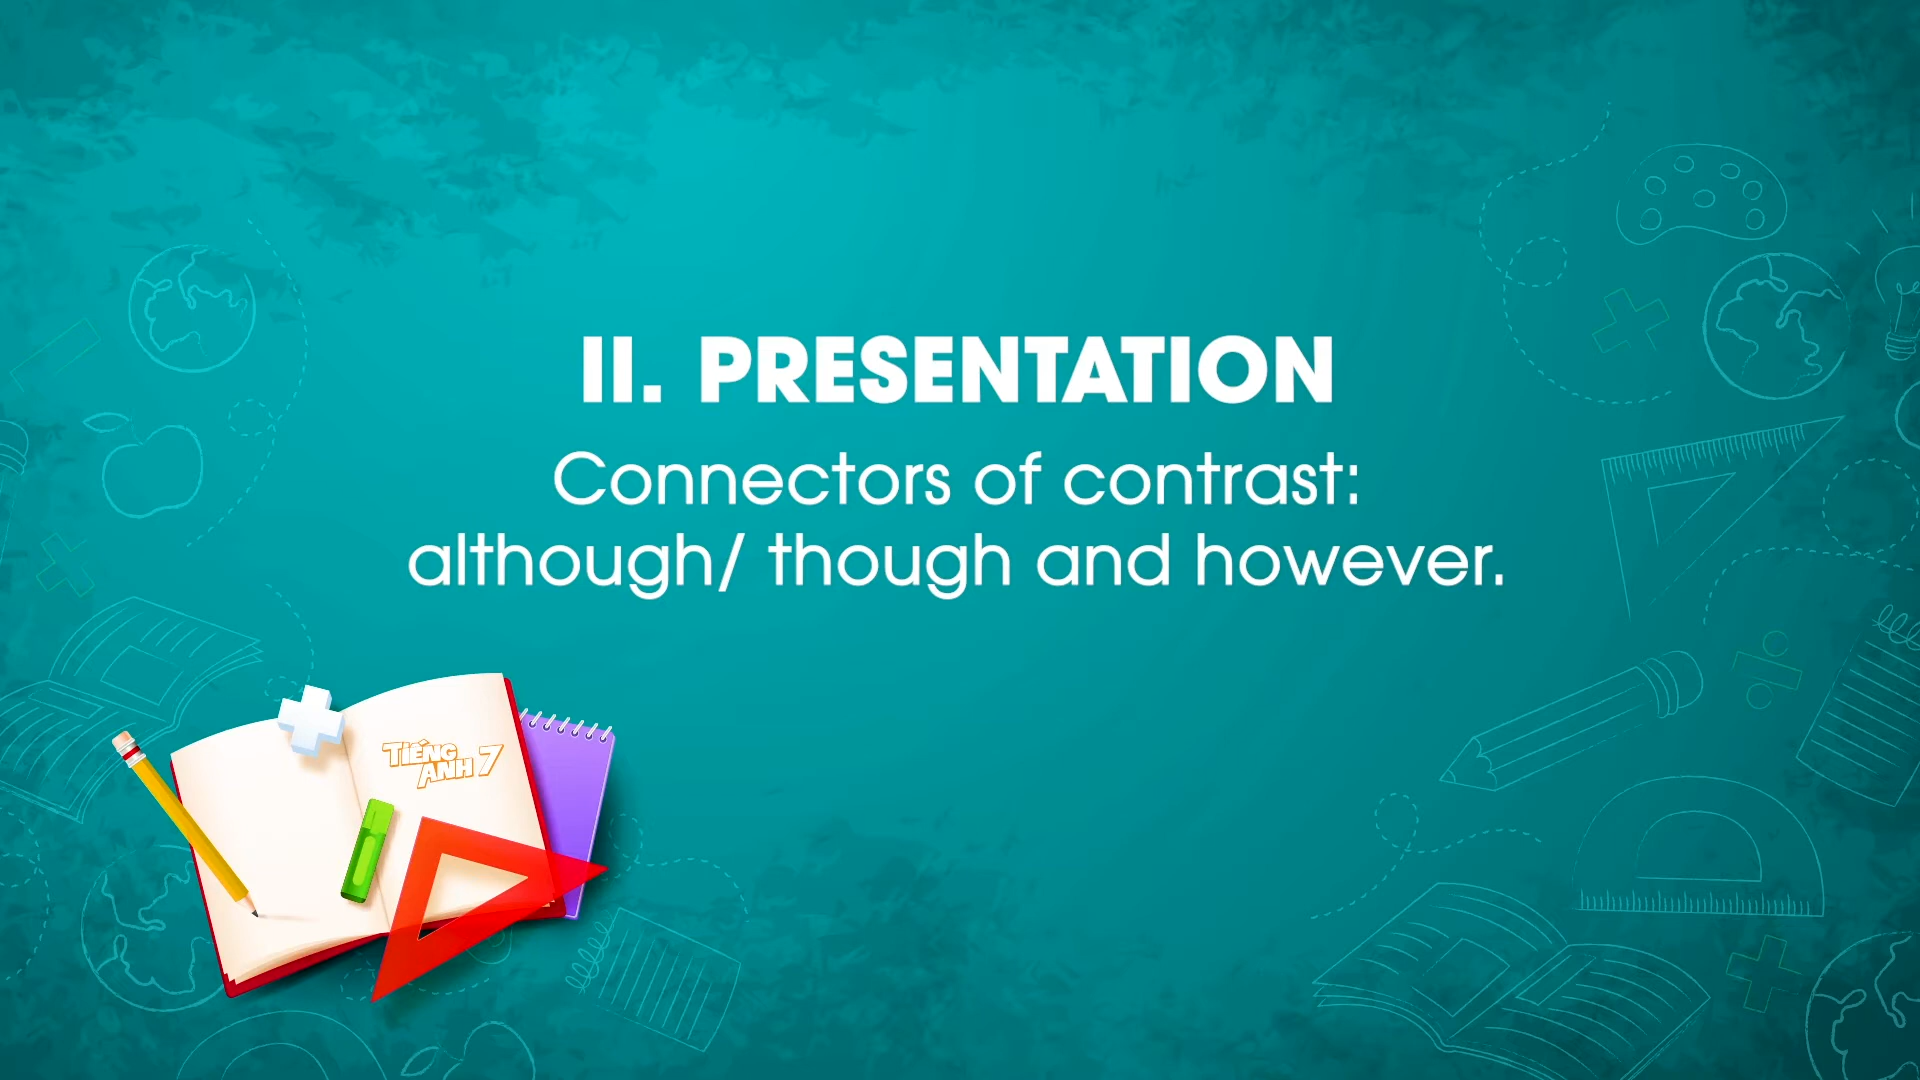 II. PRESENTATION
Connectors of contrast:
although/ though and however.
TIẾNG
ANH 7